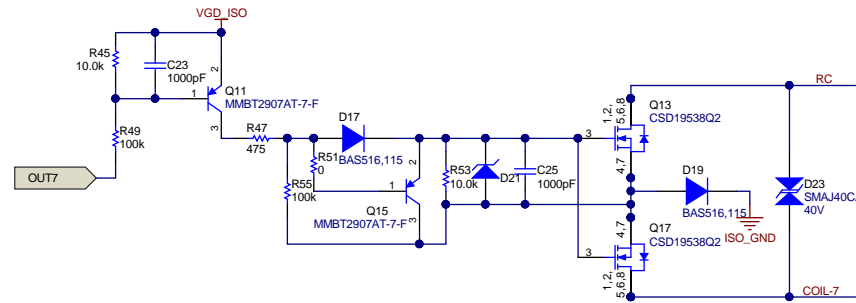 VGD_ISO
R45
10.0k
C23
1000pF
2
Q11
1
MMBT2907AT-7-F
3
R49
100k
OUT7
R47
475
D17
BAS516,115
R51
0
R55
100k
2
1
3
Q15
MMBT2907AT-7-F
R53
10.0k
D21
C25
1000pF
1,2,
5,6,8
Q13
CSD19538Q2
3
4,7
D19
BAS516,115
ISO_GND
4,7
Q17
CSD19538Q2
3
1,2,
5,6,8
RC
D23
SMAJ40CA
40V
COIL-7